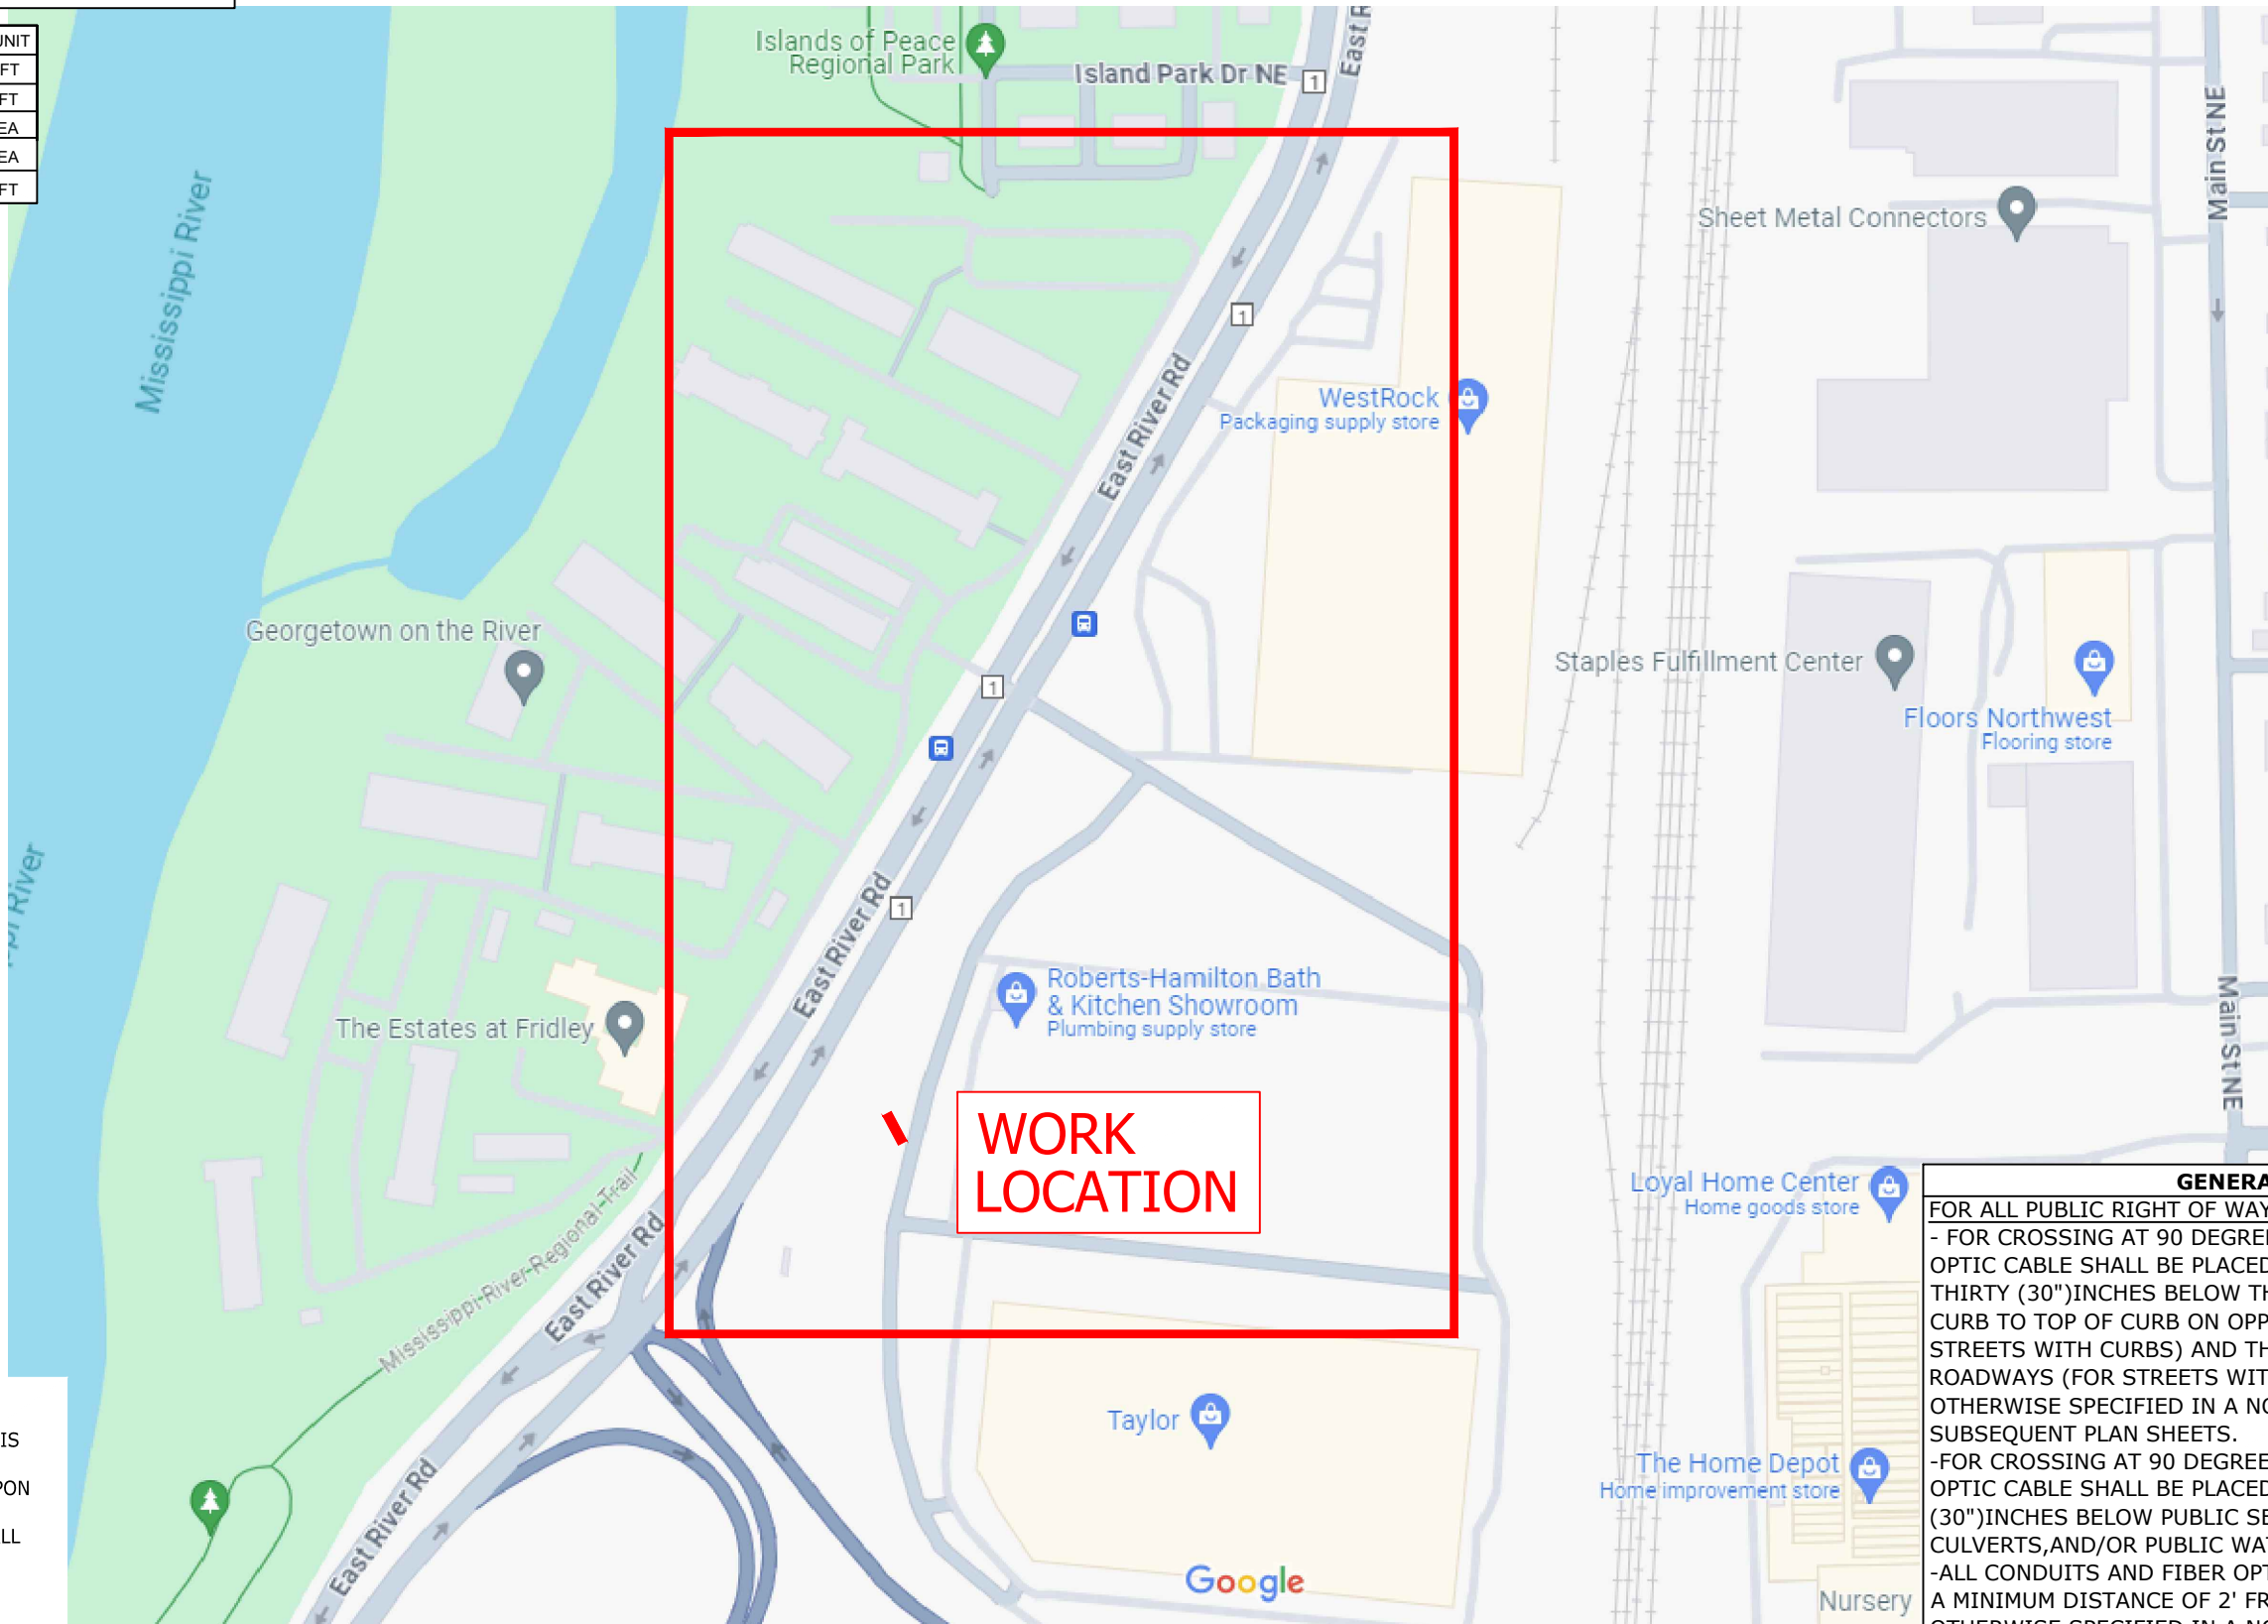 UNIT
FT
FT
EA
EA
FT
Islands of Peace
Regional Park
Island Park Dr NE
1
Main St NE
Mississippi River
Sheet Metal Connectors
1
East River Rd
WestRock
Packaging supply store
Georgetown on the River
Staples Fulfillment Center
1
Floors Northwest
Flooring store
River
East River Rd
1
Roberts-Hamilton Bath
& Kitchen Showroom
Plumbing supply store
The Estates at Fridley
Main St NE
WORK
LOCATION
Mississippi River Regional Trail
East River Rd
Loyal Home Center
Home goods store
Taylor
The Home Depot
Home improvement store
East River Rd
Google
Nursery
IS
LL
GENERA
FOR ALL PUBLIC RIGHT OF WAY
- FOR CROSSING AT 90 DEGREE
OPTIC CABLE SHALL BE PLACED
THIRTY (30")INCHES BELOW TH
CURB TO TOP OF CURB ON OPP
STREETS WITH CURBS) AND TH
ROADWAYS (FOR STREETS WIT
OTHERWISE SPECIFIED IN A NO
SUBSEQUENT PLAN SHEETS.
-FOR CROSSING AT 90 DEGREE
OPTIC CABLE SHALL BE PLACED
(30")INCHES BELOW PUBLIC SE
CULVERTS,AND/OR PUBLIC WAT
-ALL CONDUITS AND FIBER OPT
A MINIMUM DISTANCE OF 2' FR